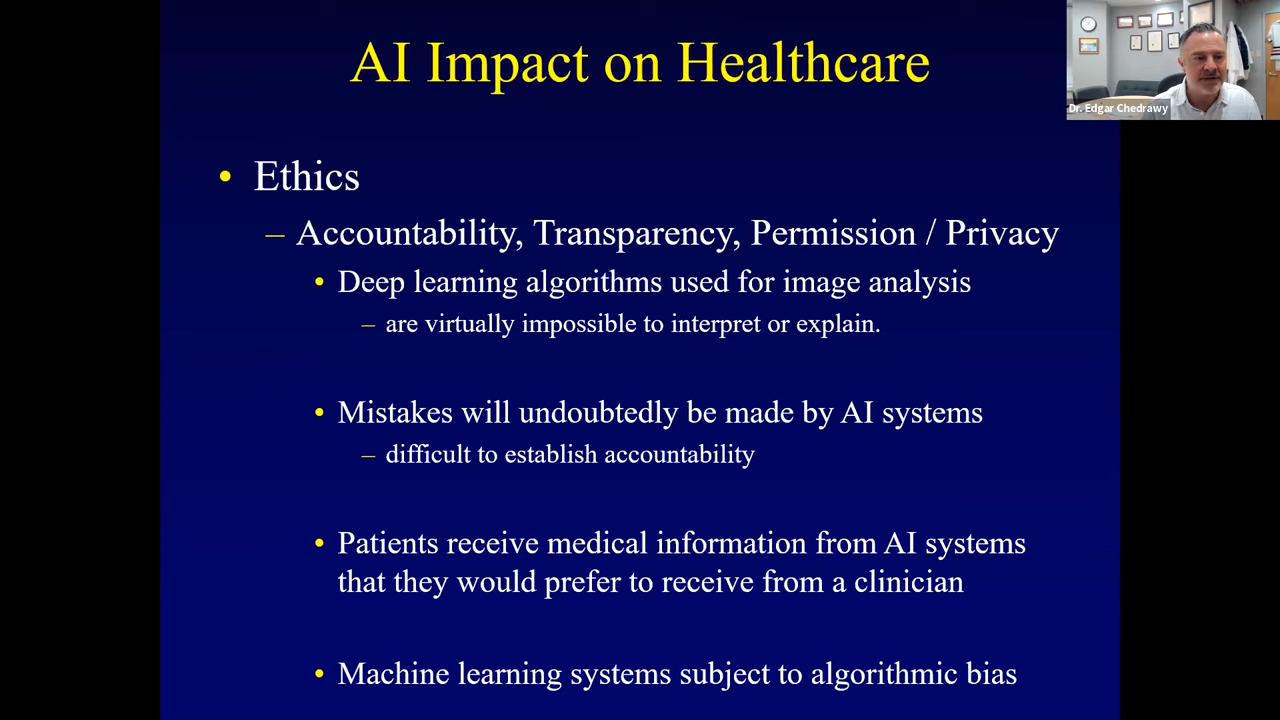 AI Impact on Healthcare
Dr. Edgar Chedrawy
• Ethics
– Accountability, Transparency, Permission / Privacy
• Deep learning algorithms used for image analysis
– are virtually impossible to interpret or explain.
• Mistakes will undoubtedly be made by AI systems
– difficult to establish accountability
• Patients receive medical information from AI systems
that they would prefer to receive from a clinician
• Machine learning systems subject to algorithmic bias